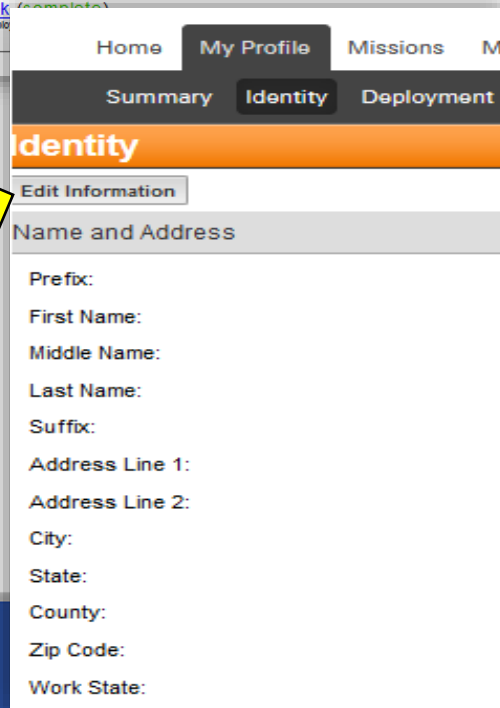 k (complete)
Home My Profile Missions M
Summary Identity Deployment
Identity
Edit Information
Name and Address
Prefix:
First Name:
Middle Name:
Last Name:
Suffix:
Address Line 1:
Address Line 2:
City:
State:
County:
Zip Code:
Work State: